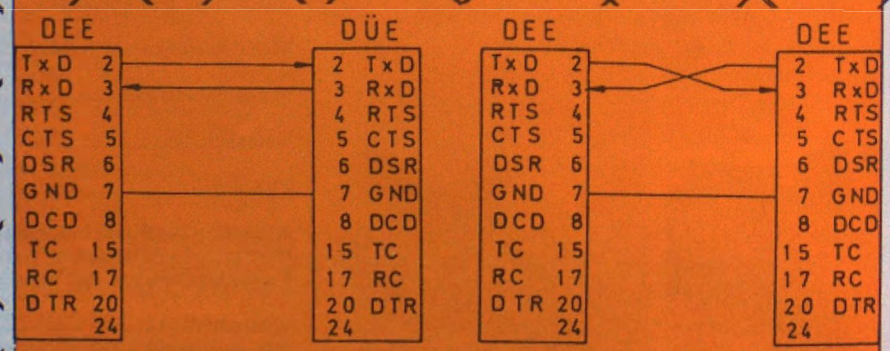 DEE DÜE DEE DEE
TxD 2 2 TxD TxD 2 2 TxD
RxD 3 3 RxD RxD 3 3 RxD
RTS 4 4 RTS RTS 4 4 RTS
CTS 5 5 CTS CTS 5 5 CTS
DSR 6 6 DSR DSR 6 6 DSR
GND 7 7 GND GND 7 7 GND
DCD 8 8 DCD DCD 8 8 DCD
TC 15 15 TC TC 15 15 TC
RC 17 17 RC RC 17 17 RC
DTR 20 20 DTR DTR 20 20 DTR
24 24 24 24